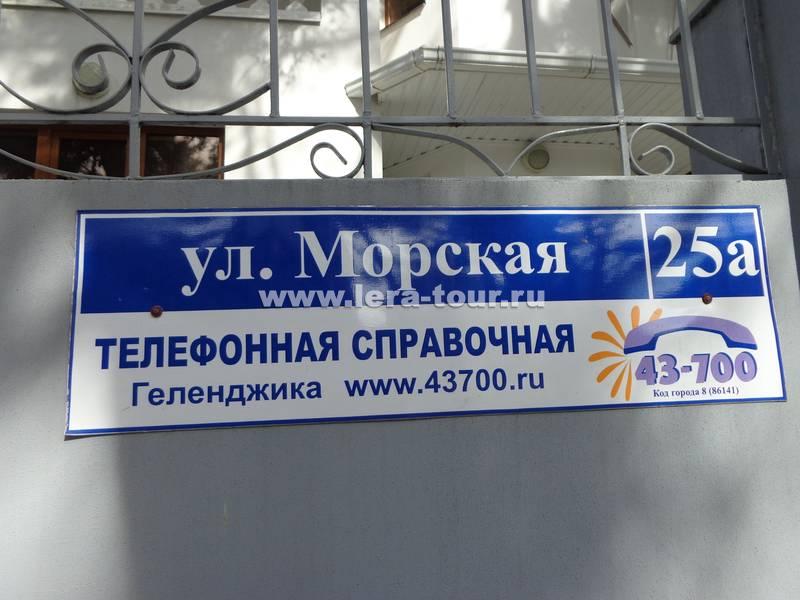 ул. Морская 25а
www.lera-tour.ru
ТЕЛЕФОННАЯ СПРАВОЧНАЯ
Геленджика www.43700.ru
43-700
Код города 8 (86141)